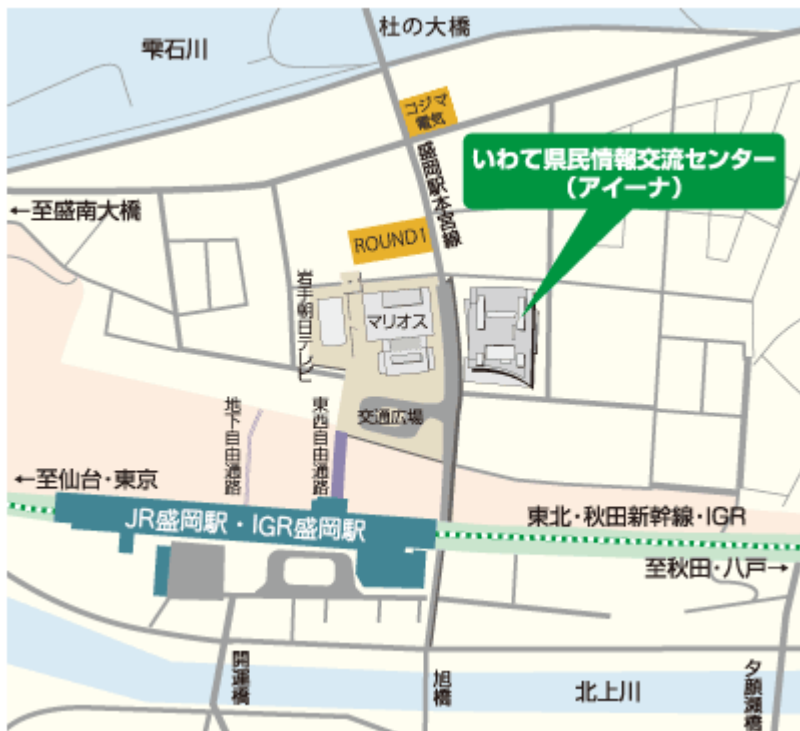 杜の大橋
雫石川
コジマ
電気
盛岡駅本宮線
いわて県民情報交流センター
（アイーナ）
←至盛南大橋
ROUND1
岩手朝日テレビ
マリオス
交通広場
地下自由通路
東西自由通路
←至仙台・東京
JR盛岡駅・IGR盛岡駅
東北・秋田新幹線・IGR
至秋田・八戸→
開運橋
旭橋
北上川
夕顔瀬橋